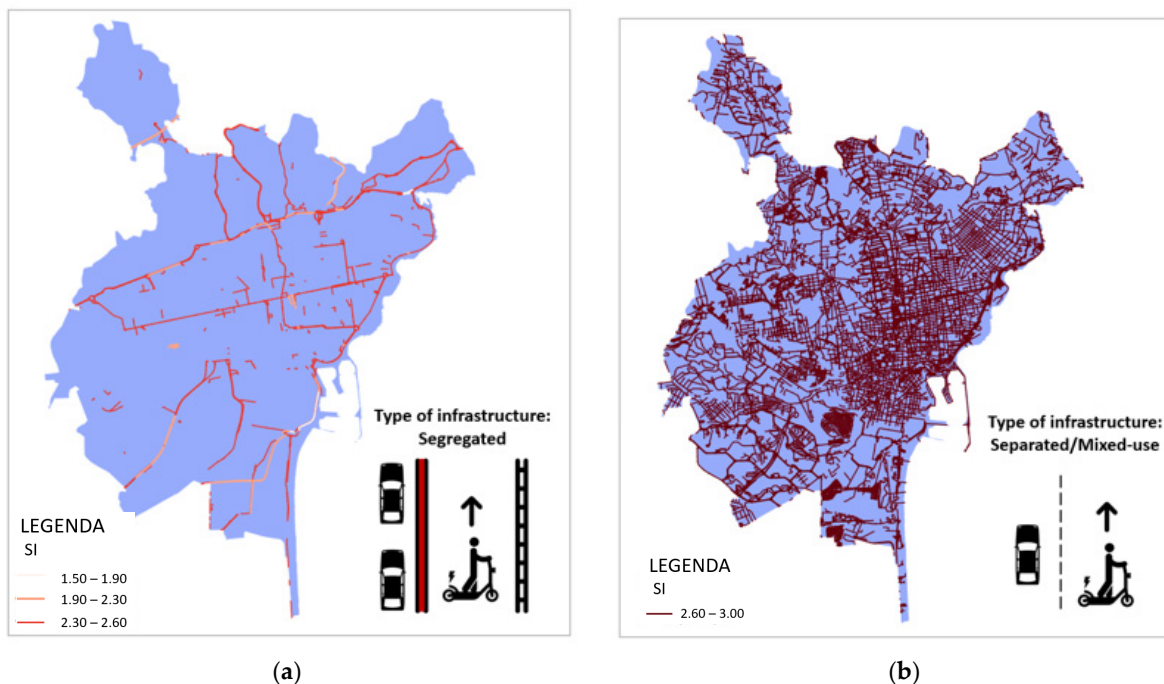 Type of infrastructure:
Segregated
LEGENDA
SI
1.50 – 1.90
1.90 – 2.30
2.30 – 2.60
(a)
Type of infrastructure:
Separated/Mixed-use
LEGENDA
SI
2.60 – 3.00
(b)